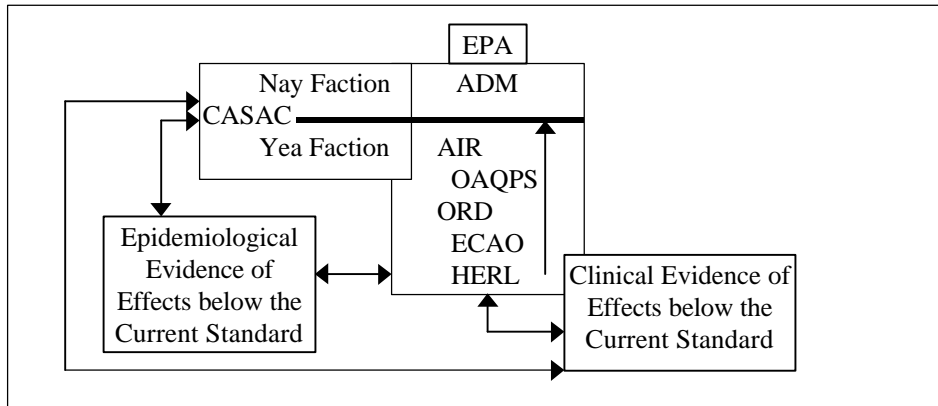 EPA
Nay Faction
ADM
CASAC
Yea Faction
AIR
OAQPS
ORD
ECAO
HERL
Epidemiological
Evidence of
Effects below the
Current Standard
Clinical Evidence of
Effects below the
Current Standard